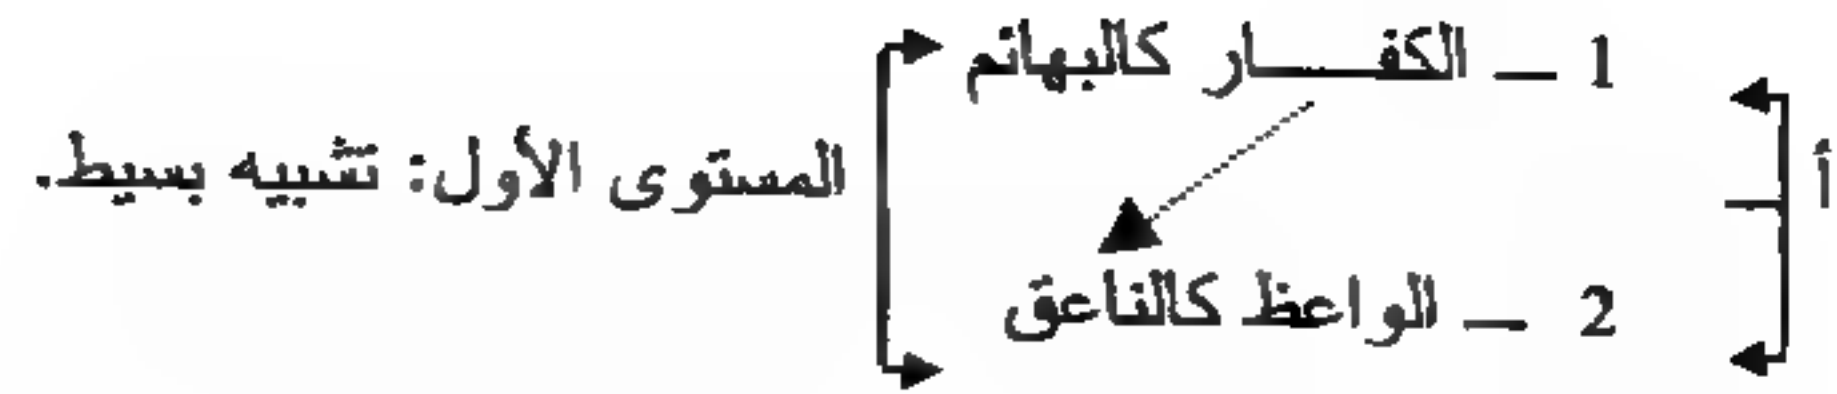 1 – الكفـــار كالبهائم
أ – المستوى الأول: تشبيه بسيط.
2 – الواعظ كالناعق